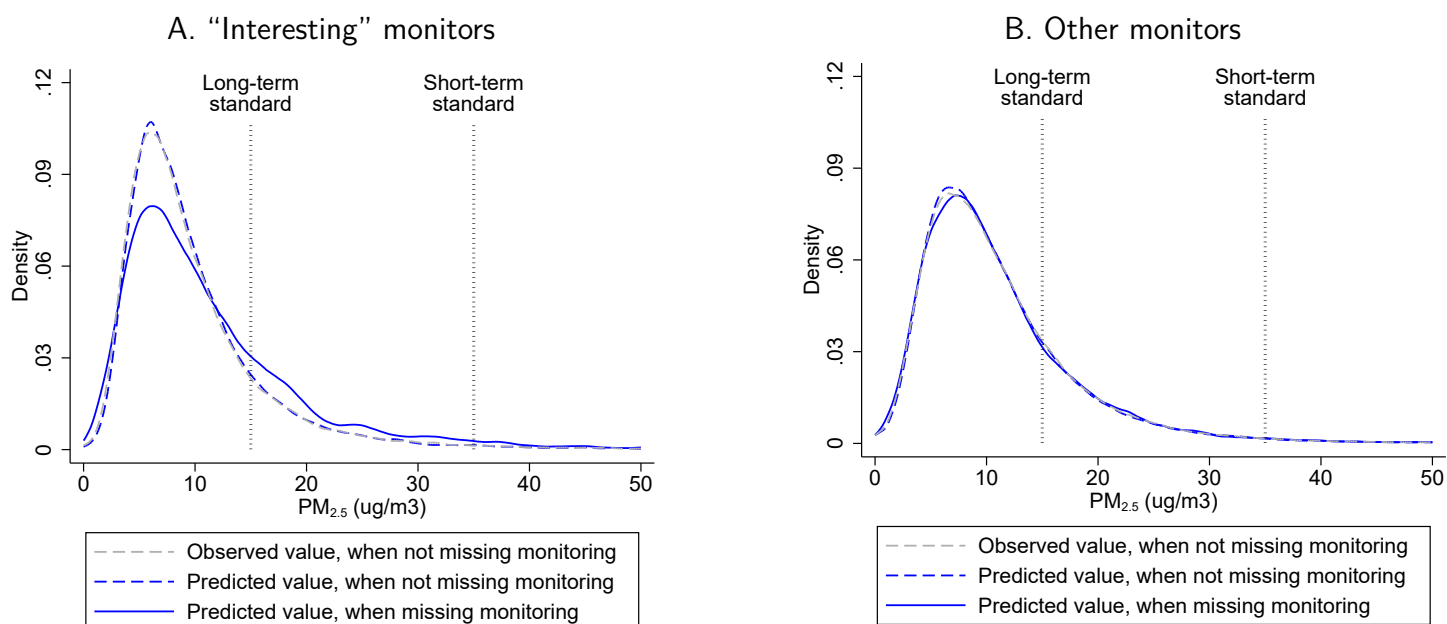 A. “Interesting” monitors
Long-term
standard
Short-term
standard
.12
.09
.06
.03
0
Density
0 10 20 30 40 50
PM2.5 (ug/m3)
Observed value, when not missing monitoring
Predicted value, when not missing monitoring
Predicted value, when missing monitoring
B. Other monitors
Long-term
standard
Short-term
standard
.12
.09
.06
.03
0
Density
0 10 20 30 40 50
PM2.5 (ug/m3)
Observed value, when not missing monitoring
Predicted value, when not missing monitoring
Predicted value, when missing monitoring